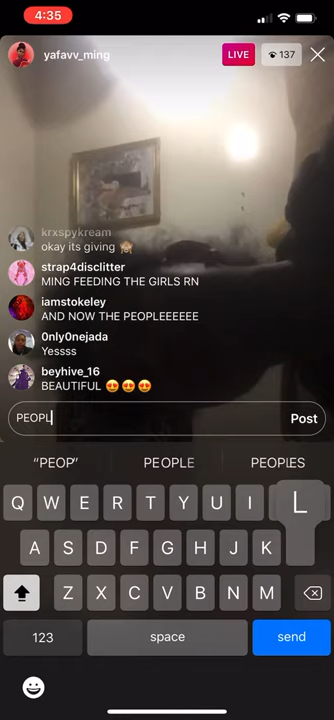 4:35
yafavv_ming
LIVE
137
krxspykream
okay its giving
strap4disclitter
MING FEEDING THE GIRLS RN
iamstokeley
AND NOW THE PEOPLEEEEEE
0nly0nejada
Yessss
beyhive_16
BEAUTIFUL 😍😍😍
PEOPL
Post
“PEOP” PEOPLE PEOPLES
Q W E R T Y U I L
A S D F G H J K
Z X C V B N M
123 space send